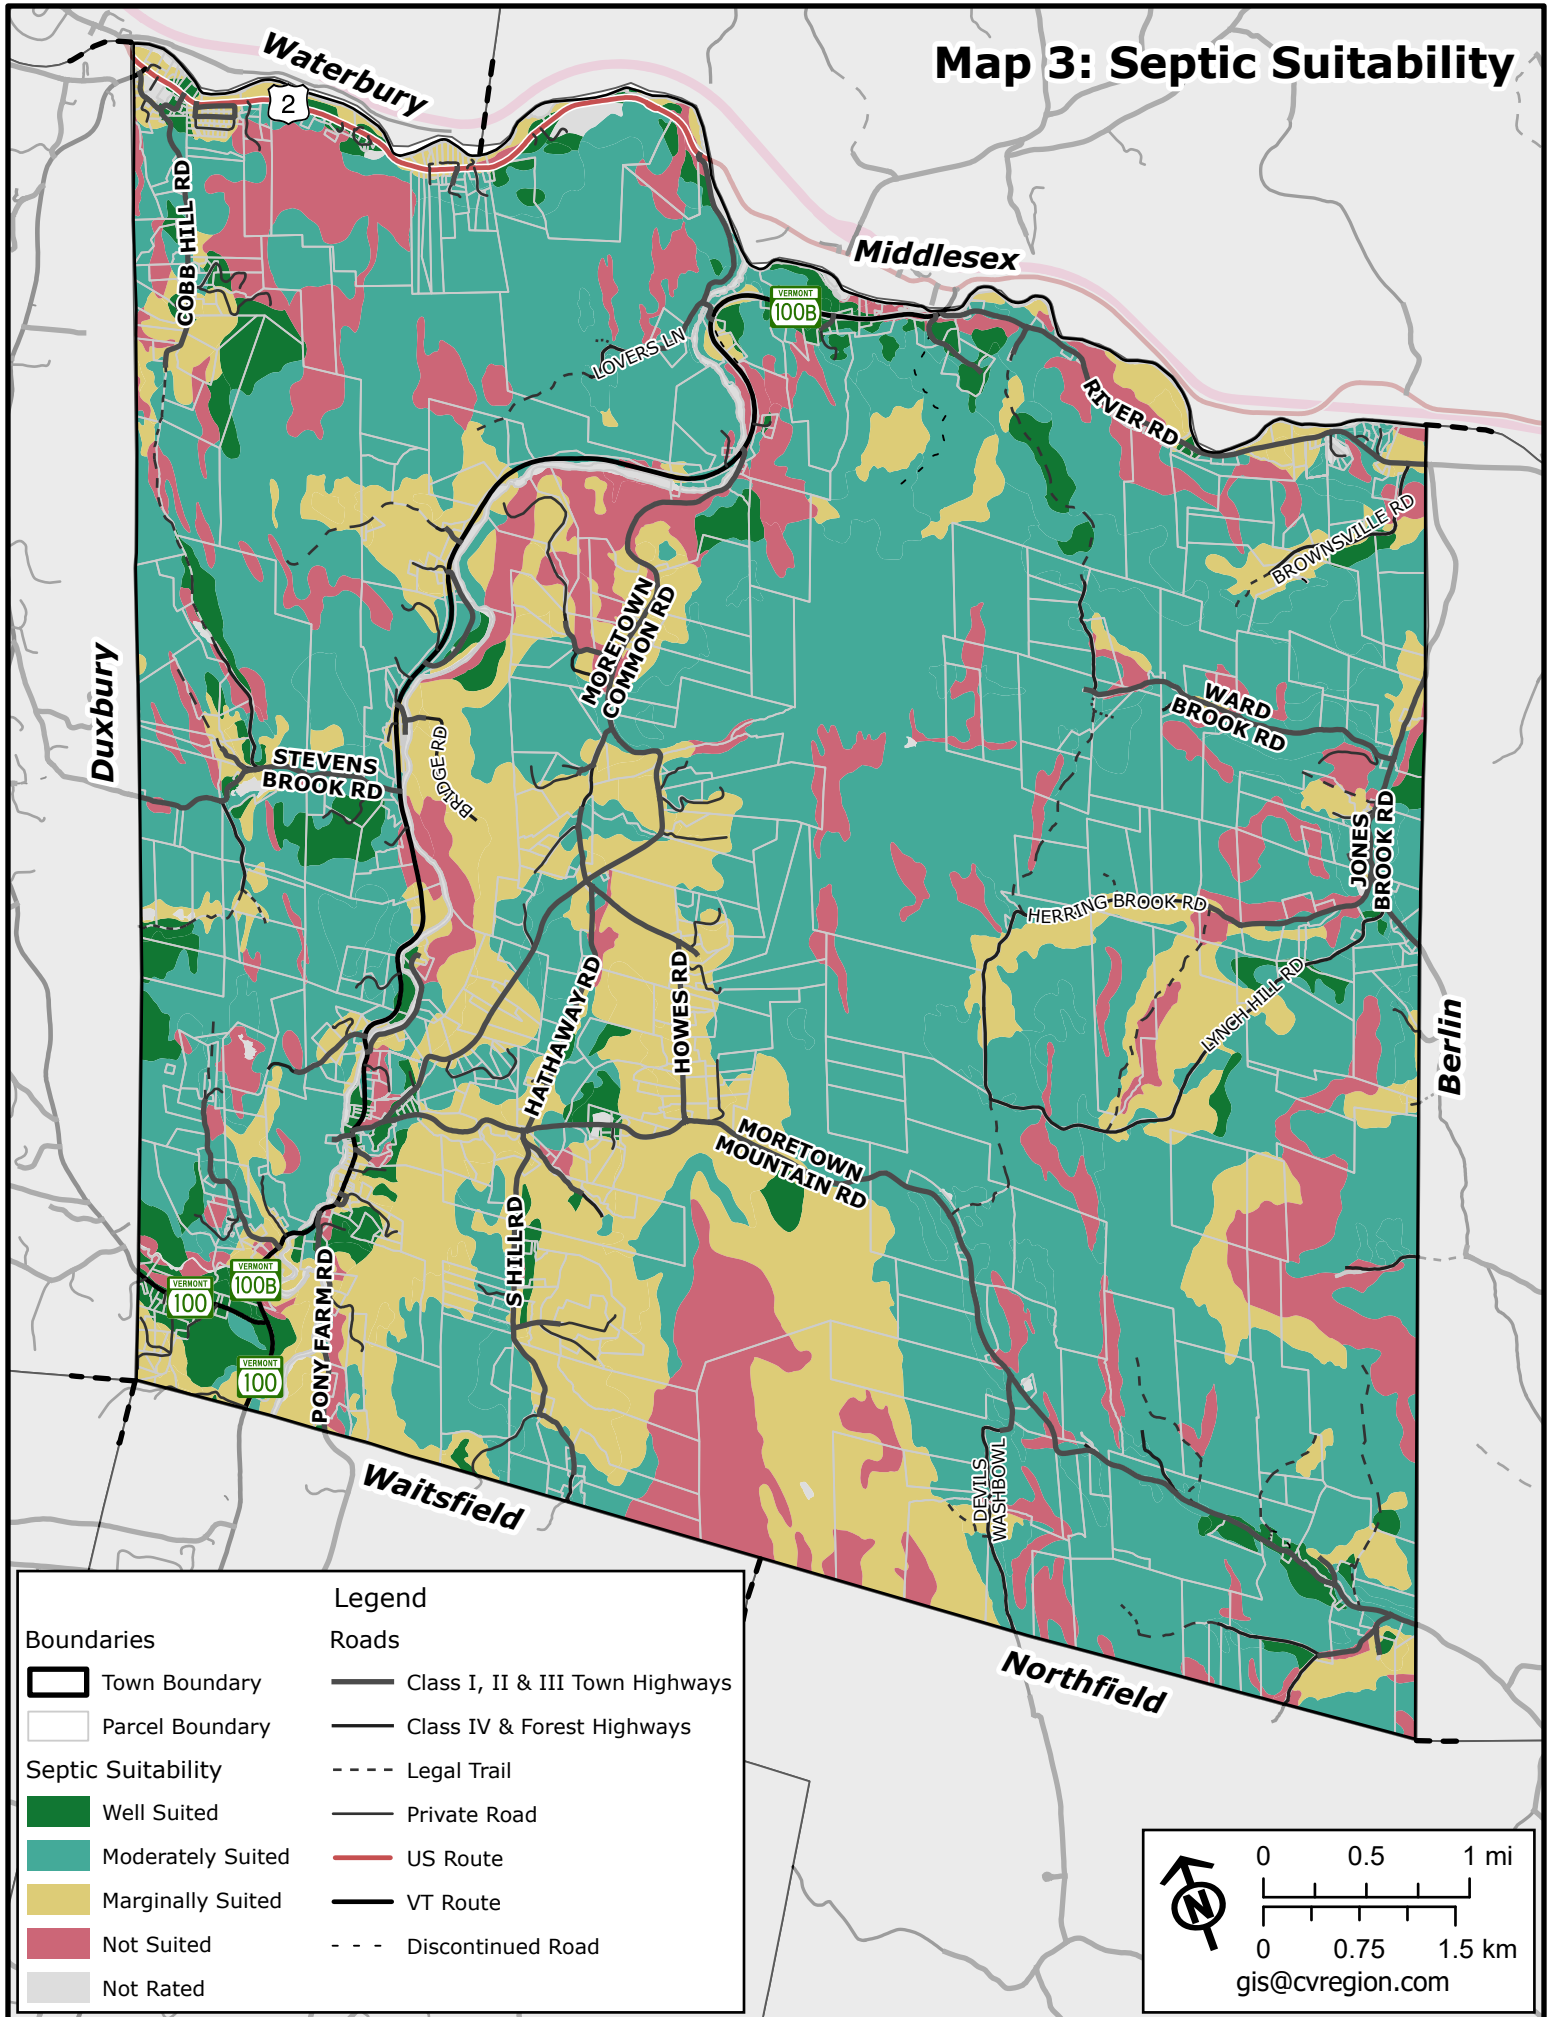 Map 3: Septic Suitability
Waterbury
2
Middlesex
VERMONT
100B
COBB HILL RD
LOVERS LN
RIVER RD
BROWNSVILLE RD
MORETOWN
COMMON RD
Duxbury
WARD
BROOK RD
STEVENS
BROOK RD
BRIDGE RD
JONES
BROOK RD
HERRING BROOK RD
LYNCH HILL RD
HATHAWAY RD
HOWES RD
Berlin
MORETOWN
MOUNTAIN RD
S HILL RD
PONY FARM RD
VERMONT
100B
VERMONT
100
VERMONT
100
DEVILS
WASHBOWL
Waitsfield
Northfield
Legend
Boundaries
Town Boundary
Parcel Boundary
Septic Suitability
Well Suited
Moderately Suited
Marginally Suited
Not Suited
Not Rated
Roads
Class I, II & III Town Highways
Class IV & Forest Highways
Legal Trail
Private Road
US Route
VT Route
Discontinued Road
N
0 0.5 1 mi
0 0.75 1.5 km
gis@cvregion.com